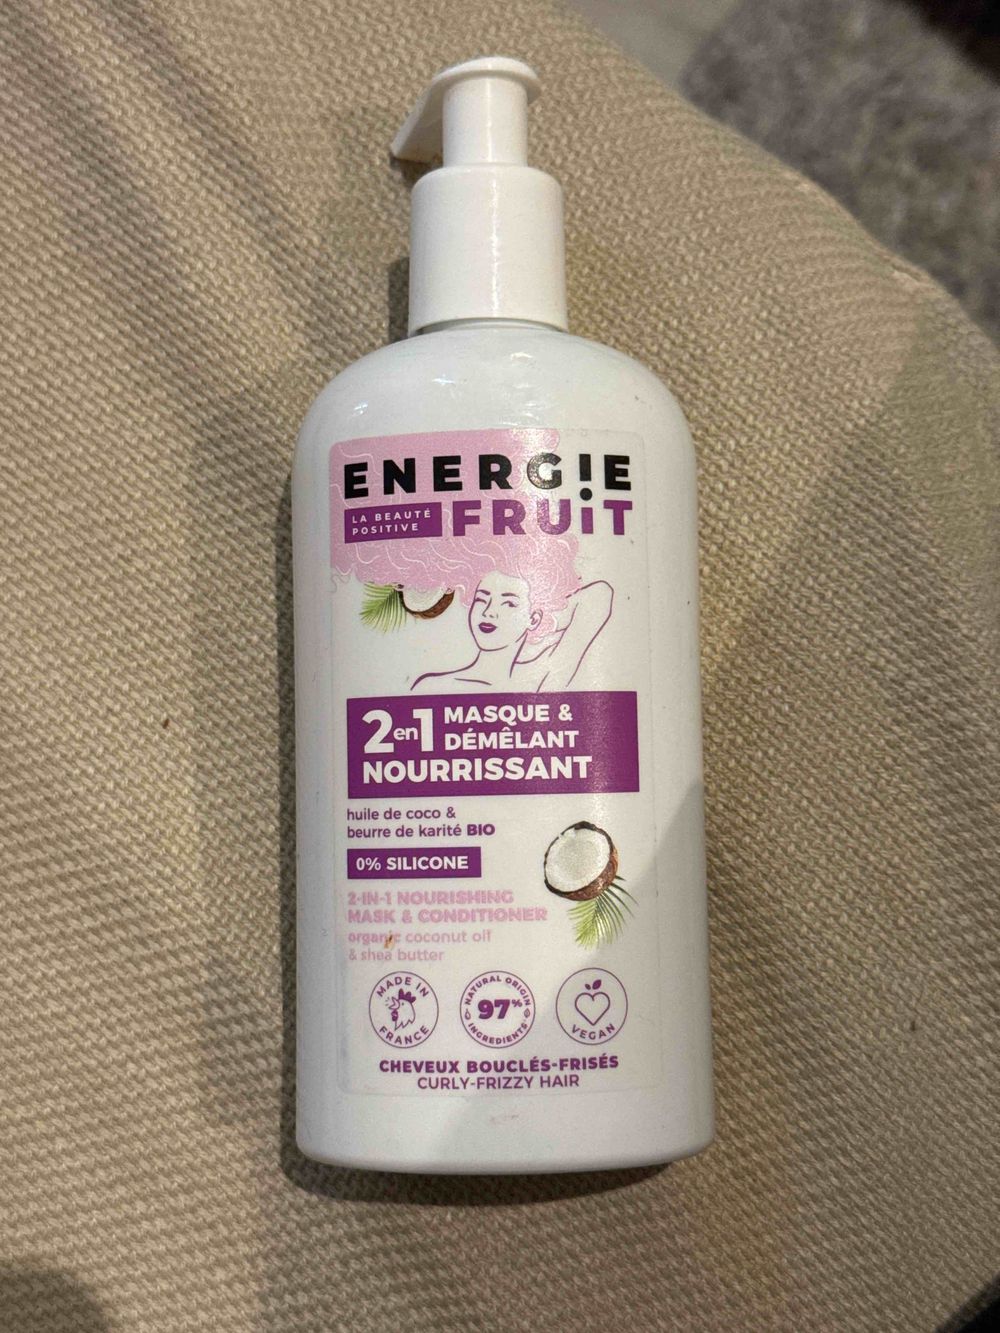 ENERGIE
LA BEAUTÉ
POSITIVE
FRUiT
2en1 MASQUE &
DÉMÊLANT
NOURRISSANT
huile de coco &
beurre de karité BIO
0% SILICONE
2-IN-1 NOURISHING
MASK & CONDITIONER
organic coconut oil
& shea butter
MADE IN
FRANCE
NATURAL ORIGIN
97%
INGREDIENTS
VEGAN
CHEVEUX BOUCLÉS-FRISÉS
CURLY-FRIZZY HAIR